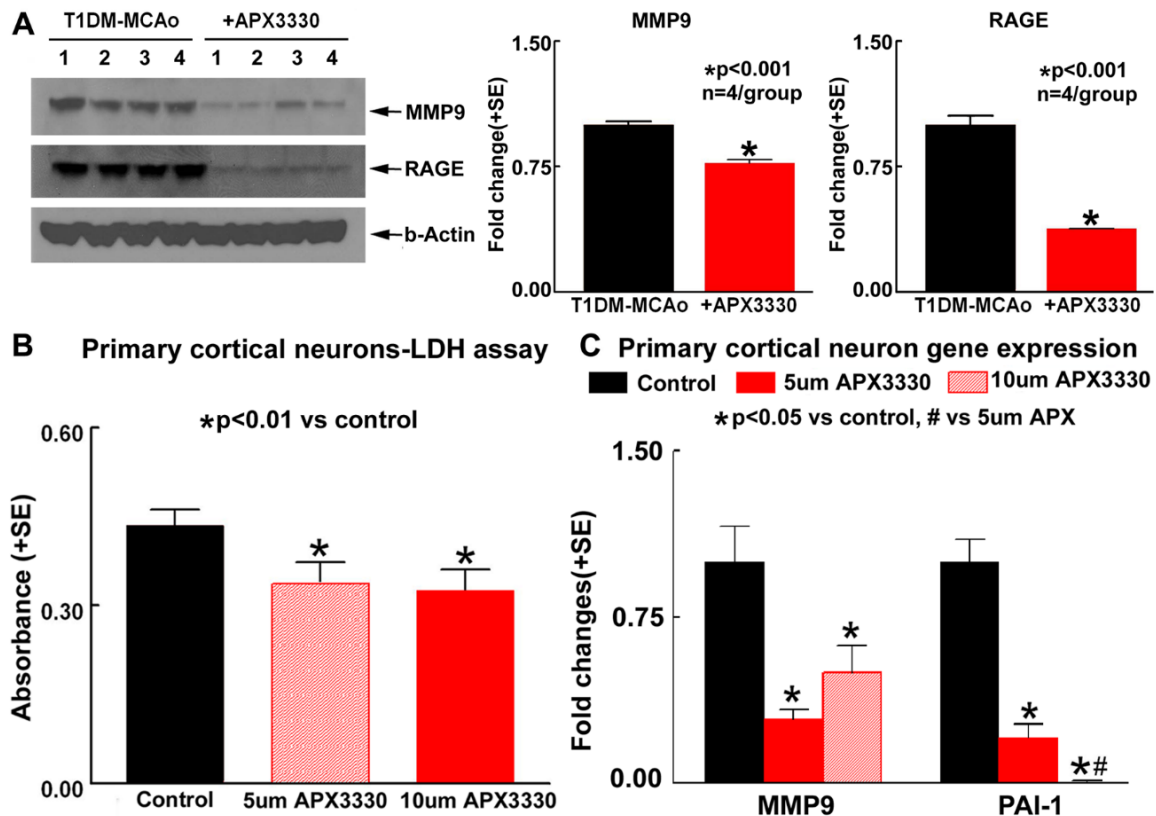 A
T1DM-MCAo +APX3330
1 2 3 4 1 2 3 4
MMP9
RAGE
b-Actin
MMP9
1.50
*p<0.001
n=4/group
Fold change(+SE)
0.75
*
0.00
T1DM-MCAo +APX3330
RAGE
1.50
*p<0.001
n=4/group
Fold change(+SE)
0.75
*
0.00
T1DM-MCAo +APX3330
B Primary cortical neurons-LDH assay
*p<0.01 vs control
0.60
Absorbance (+SE)
* *
0.30
0.00
Control 5um APX3330 10um APX3330
C Primary cortical neuron gene expression
Control 5um APX3330 10um APX3330
*p<0.05 vs control, # vs 5um APX
1.50
Fold changes(+SE)
0.75
* *
*
*#
0.00
MMP9 PAI-1